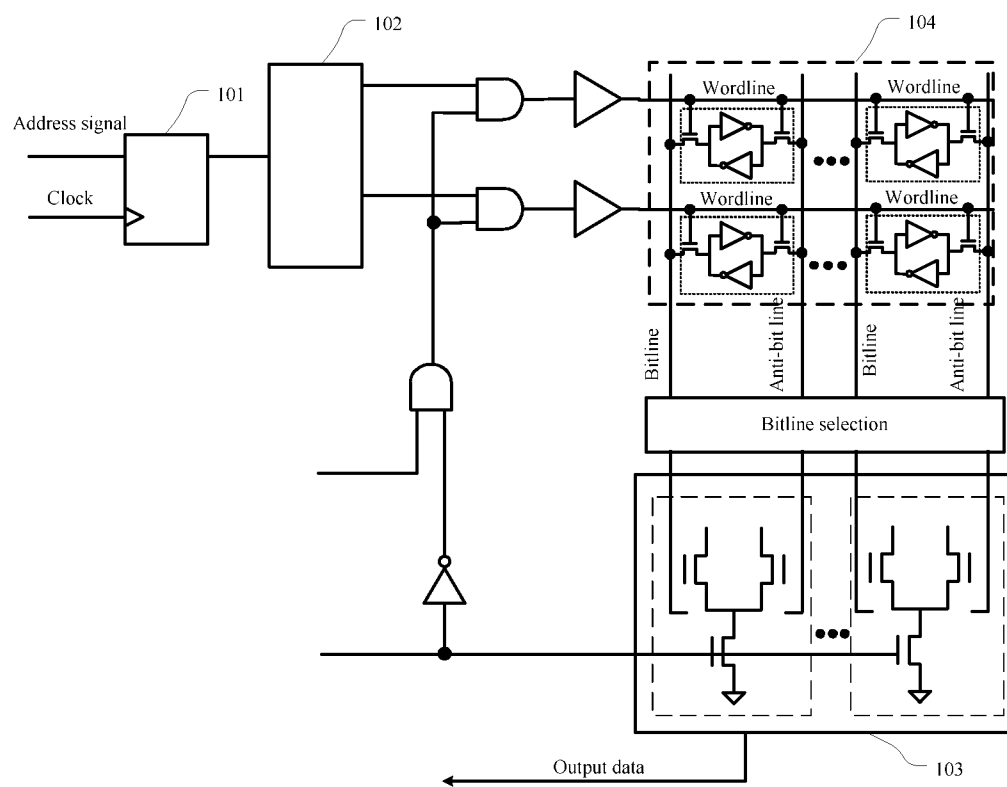 102
104
101
Address signal
Clock
Wordline
Wordline
Wordline
Wordline
Bitline
Anti-bit line
Bitline
Anti-bit line
Bitline selection
Output data
103